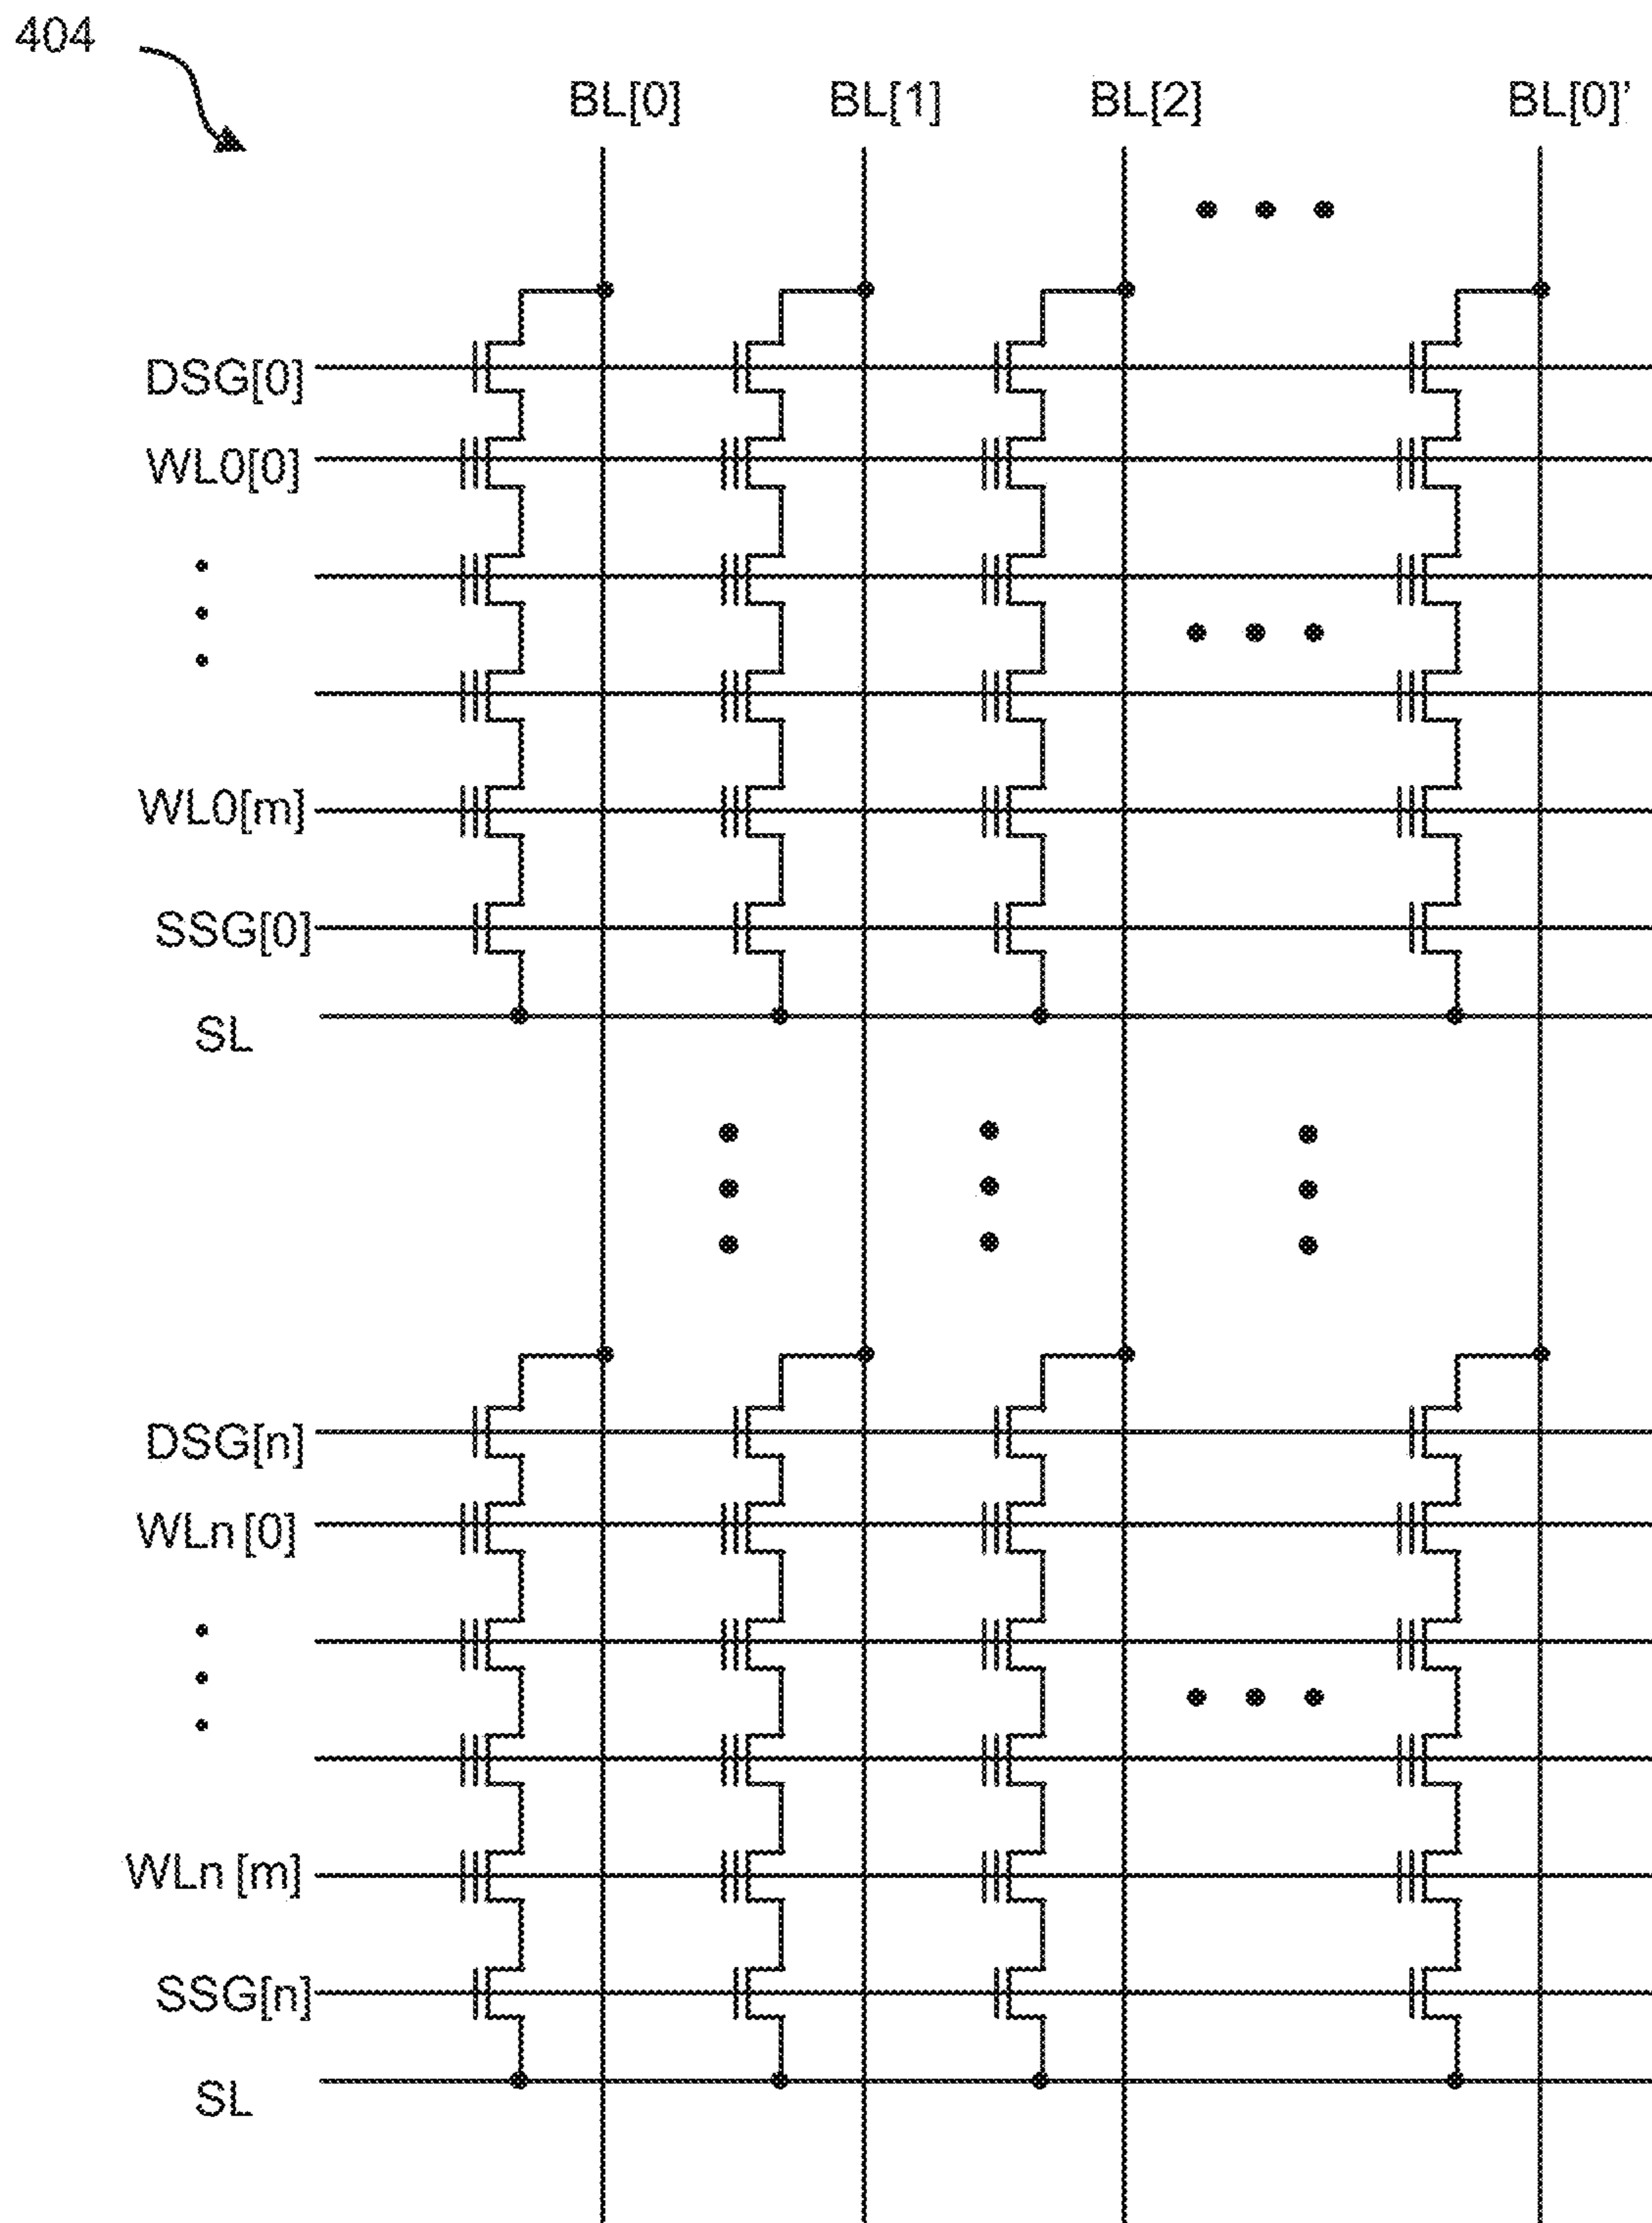 404
BL[0] BL[1] BL[2] BL[0]'
DSG[0]
WL0[0]
WL0[m]
SSG[0]
SL
DSG[n]
WLn [0]
WLn [m]
SSG[n]
SL